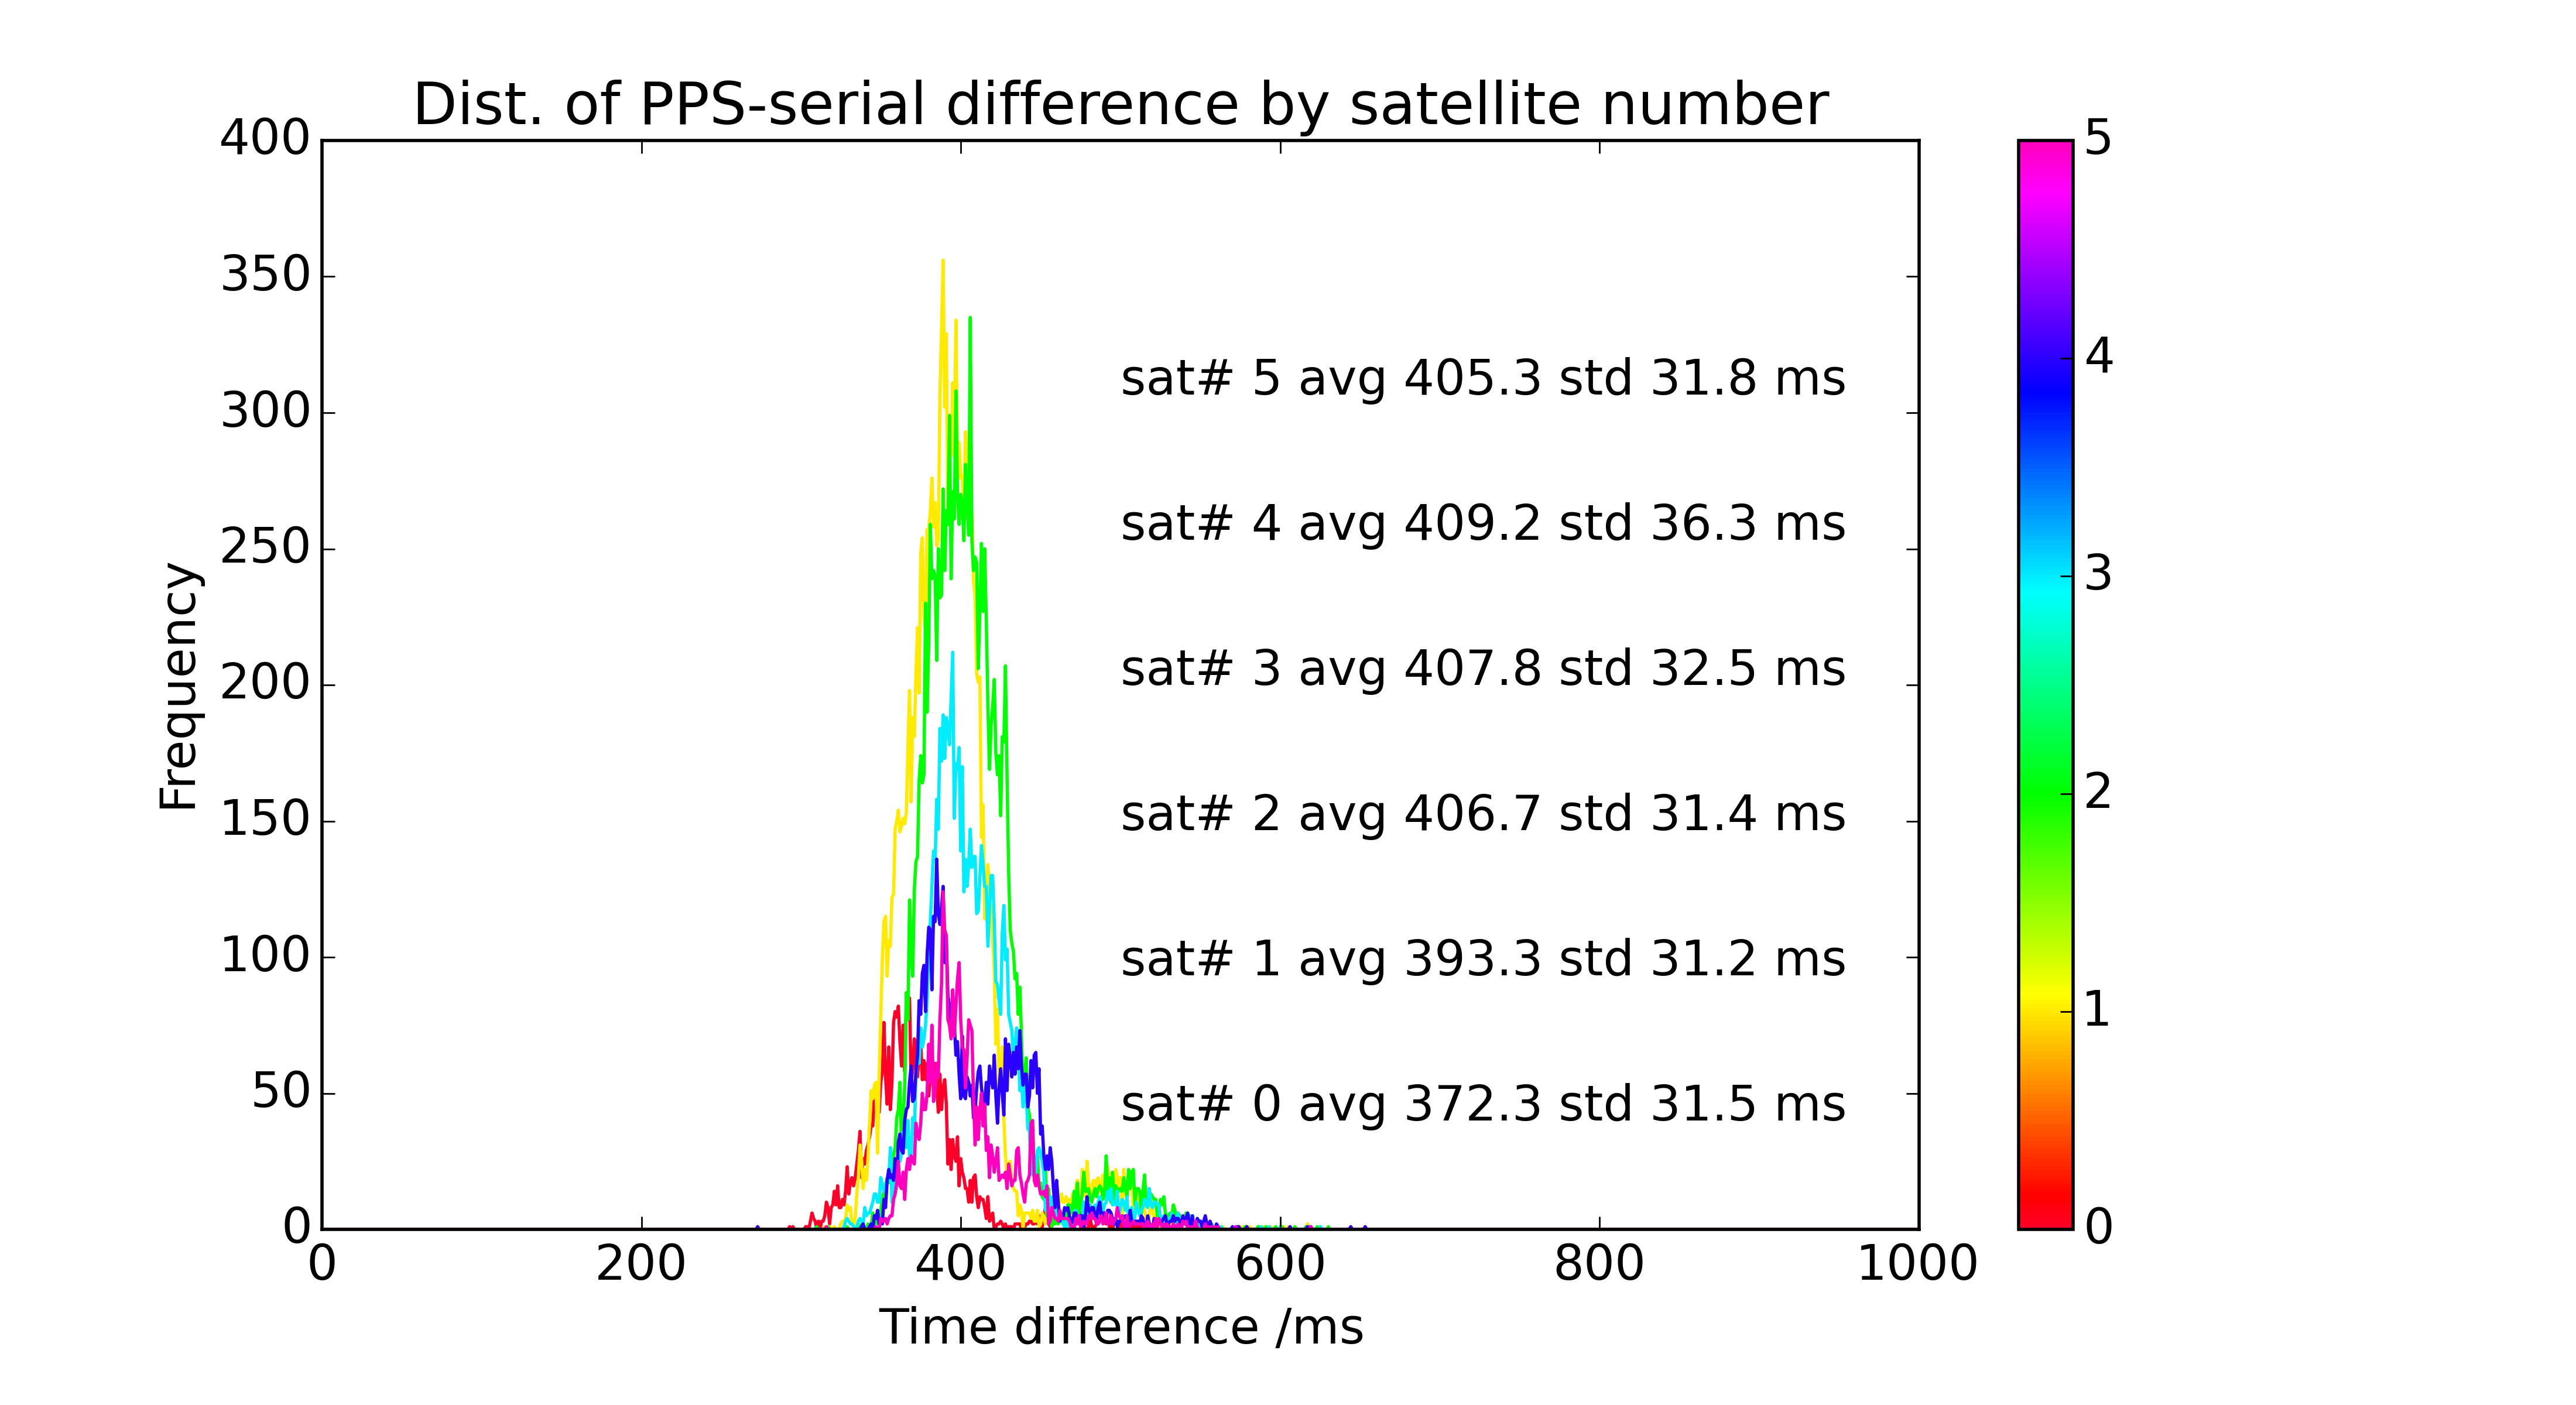 Dist. of PPS-serial difference by satellite number
400
350
300
250
200
150
100
50
0
Frequency
sat# 5 avg 405.3 std 31.8 ms
sat# 4 avg 409.2 std 36.3 ms
sat# 3 avg 407.8 std 32.5 ms
sat# 2 avg 406.7 std 31.4 ms
sat# 1 avg 393.3 std 31.2 ms
sat# 0 avg 372.3 std 31.5 ms
0 200 400 600 800 1000
Time difference /ms
5
4
3
2
1
0